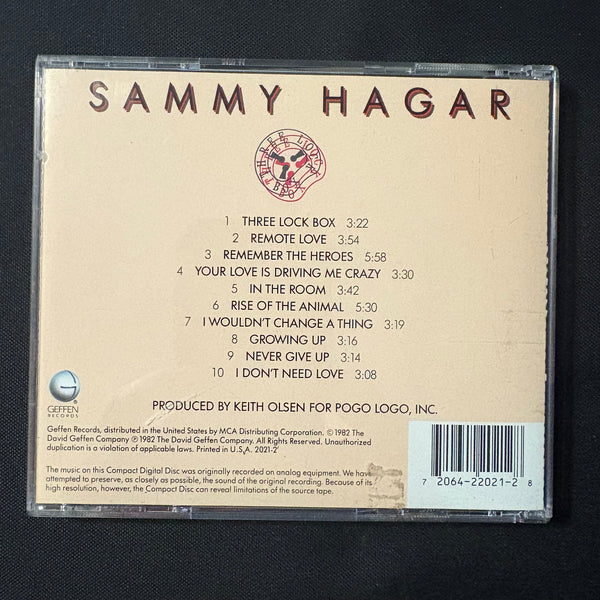 SAMMY HAGAR
THREE LOCK BOX
1 THREE LOCK BOX 3:22
2 REMOTE LOVE 3:54
3 REMEMBER THE HEROES 5:58
4 YOUR LOVE IS DRIVING ME CRAZY 3:30
5 IN THE ROOM 3:42
6 RISE OF THE ANIMAL 5:30
7 I WOULDN'T CHANGE A THING 3:19
8 GROWING UP 3:16
9 NEVER GIVE UP 3:14
10 I DON'T NEED LOVE 3:08
GEFFEN
RECORDS
PRODUCED BY KEITH OLSEN FOR POGO LOGO, INC.
Geffen Records, distributed in the United States by MCA Distributing Corporation. © 1982 The
David Geffen Company ℗ 1982 The David Geffen Company. All Rights Reserved. Unauthorized
duplication is a violation of applicable laws. Printed in U.S.A. 2021-2
The music on this Compact Digital Disc was originally recorded on analog equipment. We have
attempted to preserve, as closely as possible, the sound of the original recording. Because of its
high resolution, however, the Compact Disc can reveal limitations of the source tape.
7 20642-22021-2 8